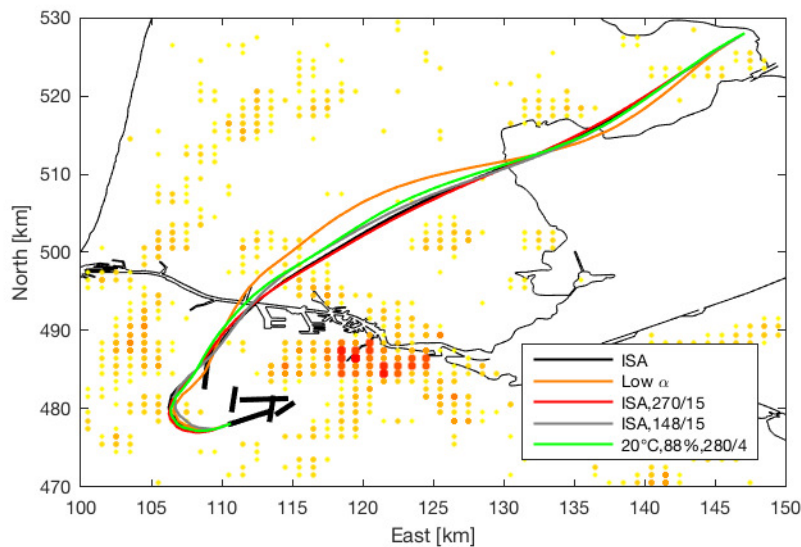 530
520
510
500
490
480
470
North [km]
100
105
110
115
120
125
130
135
140
145
150
East [km]
ISA
Low α
ISA,270/15
ISA,148/15
20°C,88%,280/4